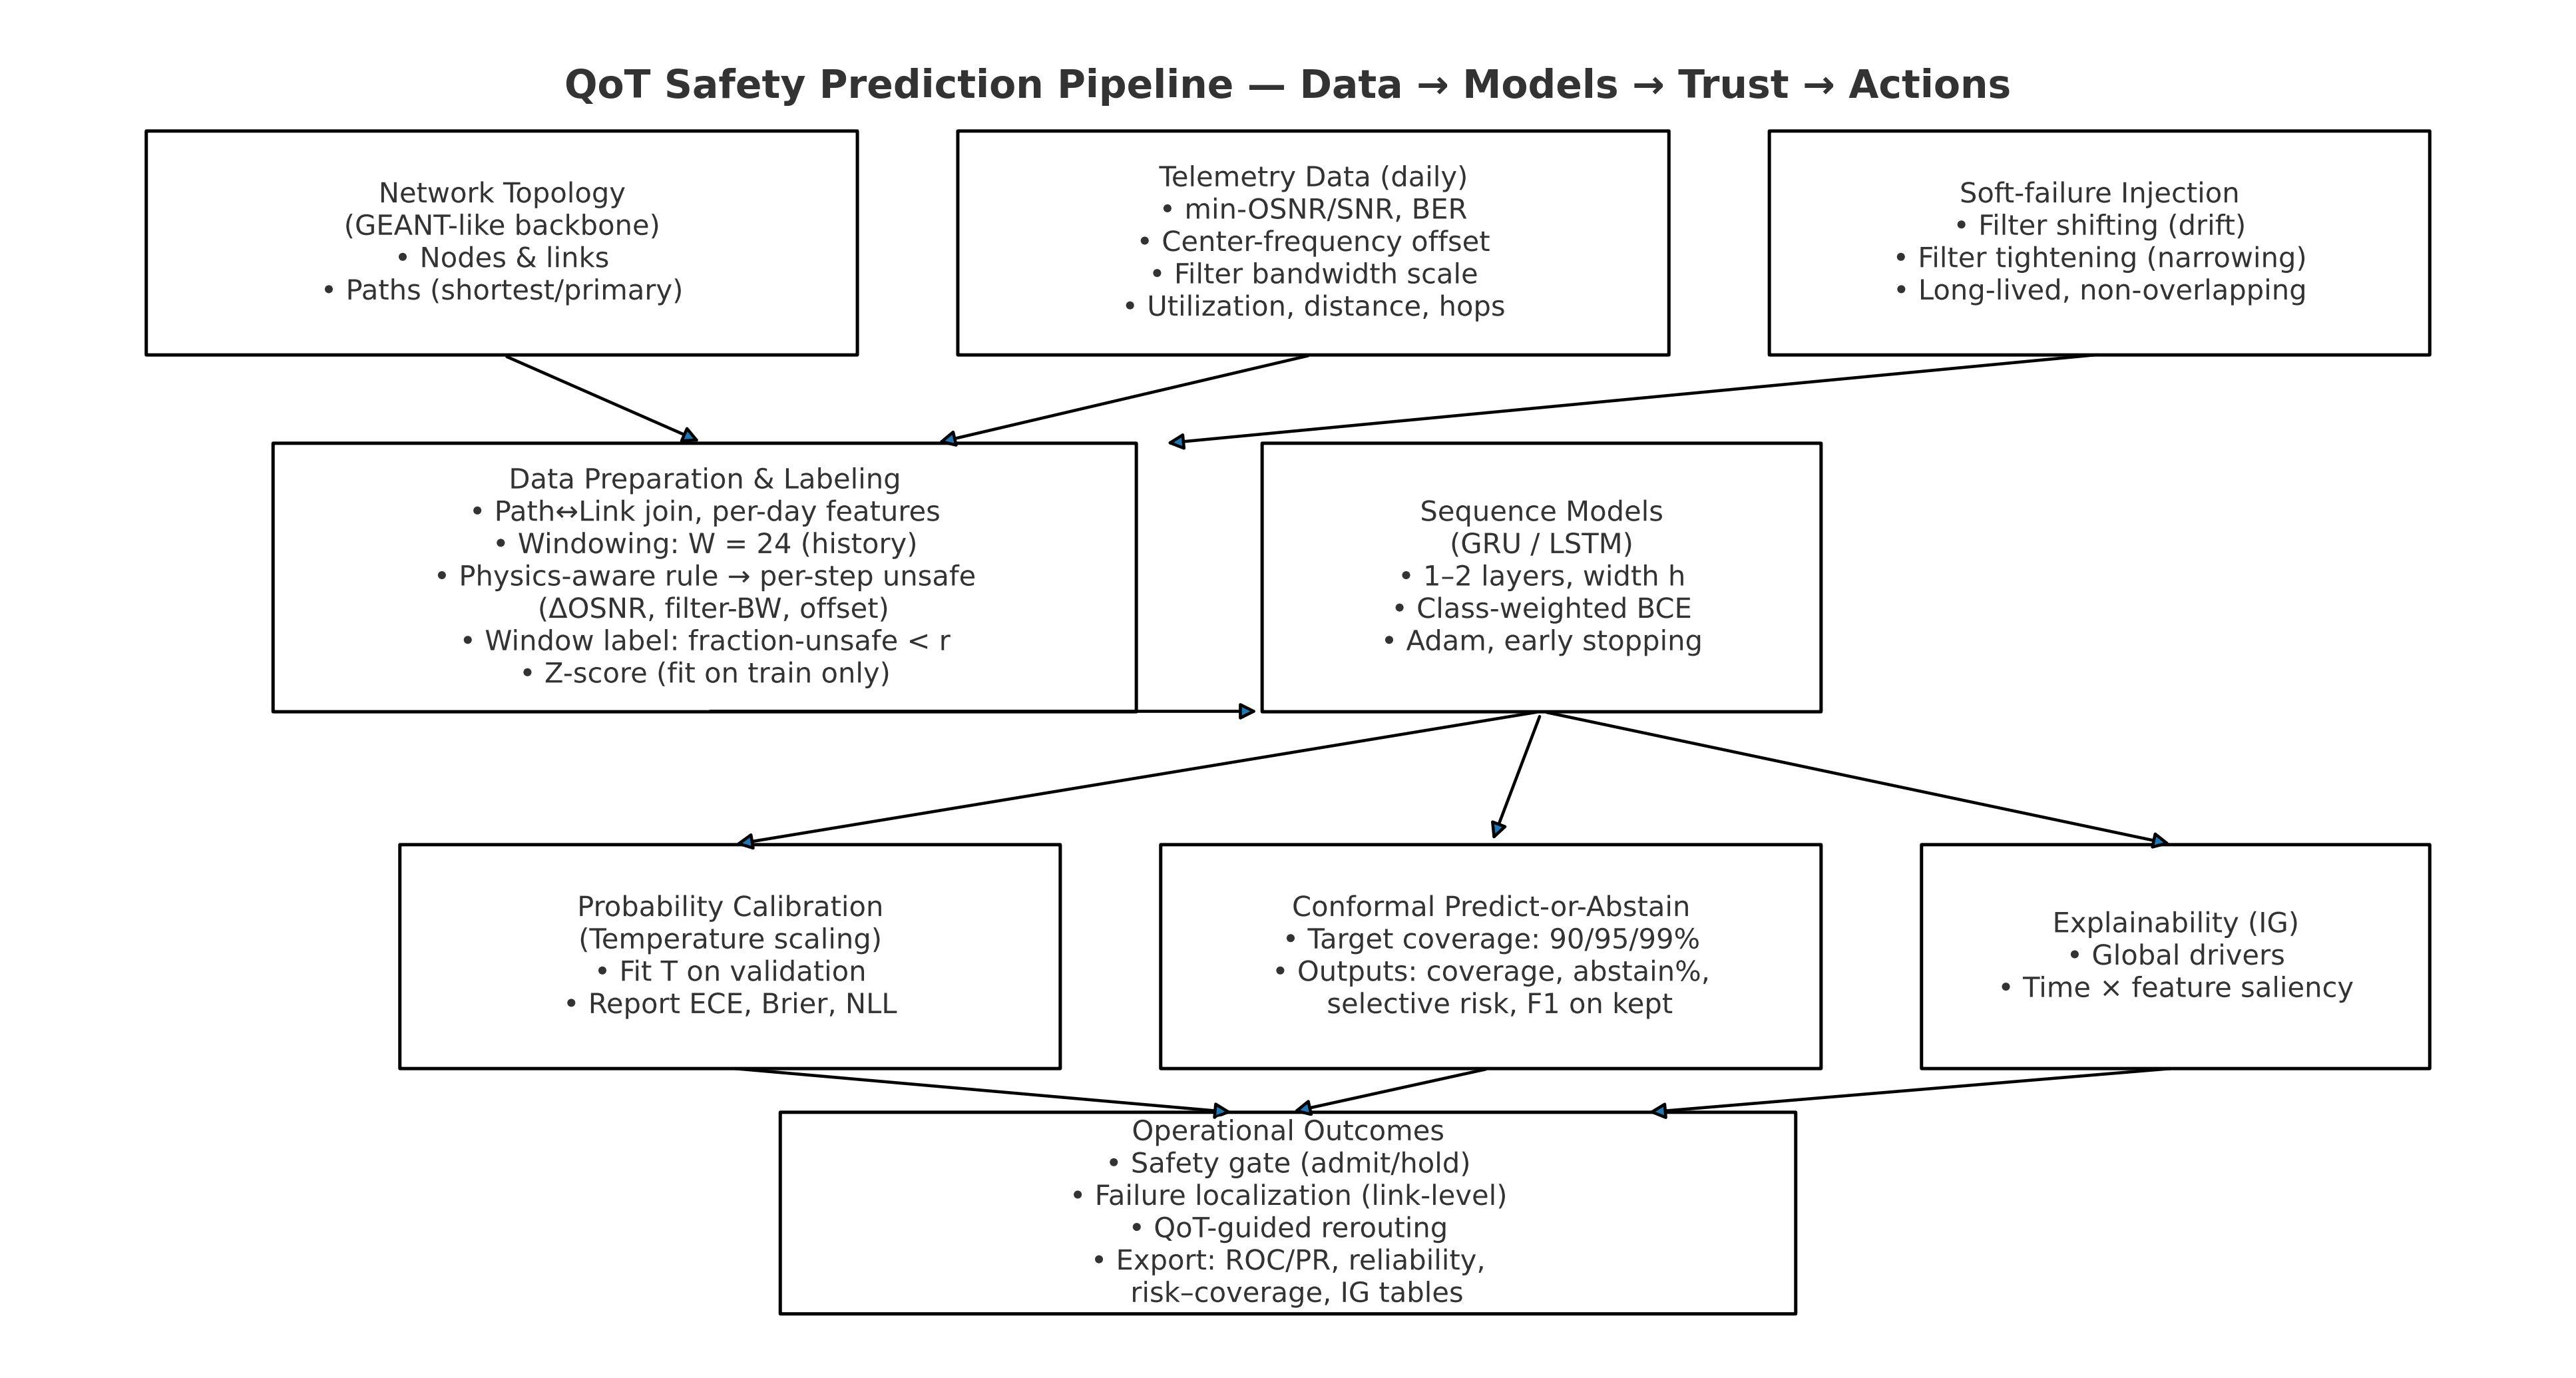 QoT Safety Prediction Pipeline — Data → Models → Trust → Actions
Network Topology
(GEANT-like backbone)
• Nodes & links
• Paths (shortest/primary)
Telemetry Data (daily)
• min-OSNR/SNR, BER
• Center-frequency offset
• Filter bandwidth scale
• Utilization, distance, hops
Soft-failure Injection
• Filter shifting (drift)
• Filter tightening (narrowing)
• Long-lived, non-overlapping
Data Preparation & Labeling
• Path↔Link join, per-day features
• Windowing: W = 24 (history)
• Physics-aware rule → per-step unsafe
(ΔOSNR, filter-BW, offset)
• Window label: fraction-unsafe < r
• Z-score (fit on train only)
Sequence Models
(GRU / LSTM)
• 1–2 layers, width h
• Class-weighted BCE
• Adam, early stopping
Probability Calibration
(Temperature scaling)
• Fit T on validation
• Report ECE, Brier, NLL
Conformal Predict-or-Abstain
• Target coverage: 90/95/99%
• Outputs: coverage, abstain%,
selective risk, F1 on kept
Explainability (IG)
• Global drivers
• Time × feature saliency
Operational Outcomes
• Safety gate (admit/hold)
• Failure localization (link-level)
• QoT-guided rerouting
• Export: ROC/PR, reliability,
risk–coverage, IG tables